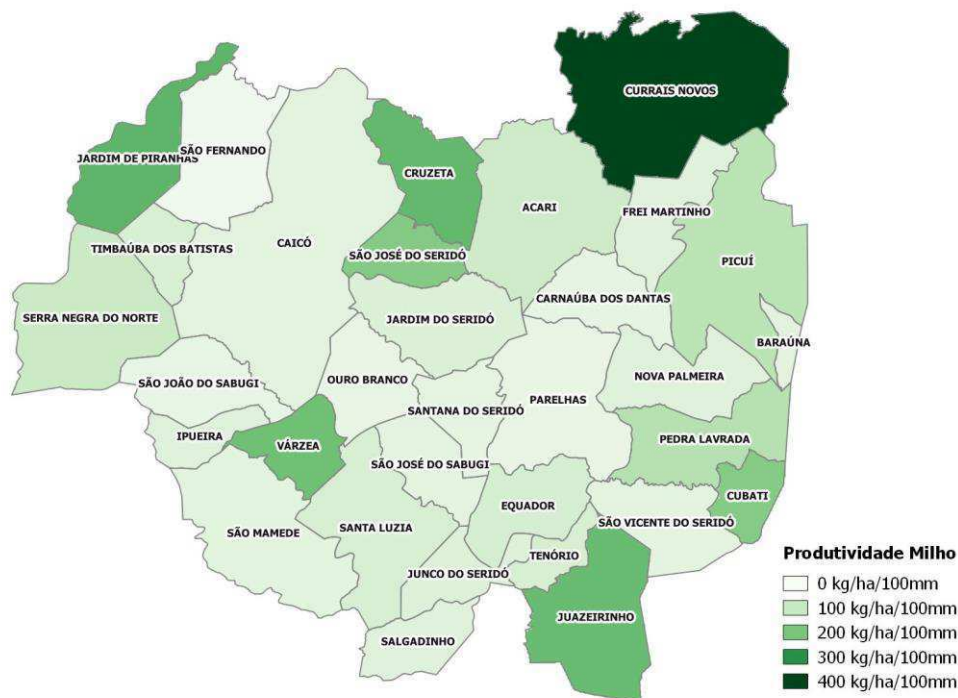 CURRAIS NOVOS
SÃO FERNANDO
JARDIM DE PIRANHAS
CRUZETA
ACARI
FREI MARTINHO
CAICÓ
TIMBAÚBA DOS BATISTAS
SÃO JOSÉ DO SERIDÓ
PICUÍ
CARNAÚBA DOS DANTAS
SERRA NEGRA DO NORTE
JARDIM DO SERIDÓ
BARAÚNA
SÃO JOÃO DO SABUGI
OURO BRANCO
NOVA PALMEIRA
PARELHAS
SANTANA DO SERIDÓ
IPUEIRA
VÁRZEA
PEDRA LAVRADA
SÃO JOSÉ DO SABUGI
CUBATI
EQUADOR
SÃO VICENTE DO SERIDÓ
SÃO MAMEDE
SANTA LUZIA
TENÓRIO
JUNCO DO SERIDÓ
JUAZEIRINHO
SALGADINHO
Produtividade Milho
0 kg/ha/100mm
100 kg/ha/100mm
200 kg/ha/100mm
300 kg/ha/100mm
400 kg/ha/100mm